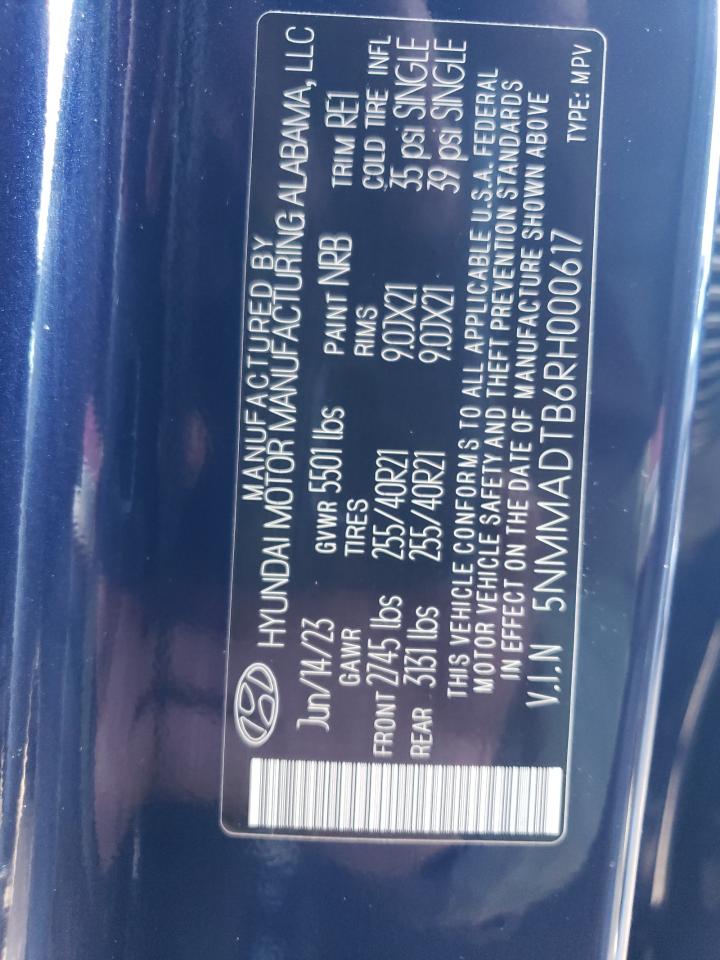 MANUFACTURED BY
HYUNDAI MOTOR MANUFACTURING ALABAMA, LLC
Jun/14/23 GVWR 5501 lbs PAINT NRB TRIM RE1
GAWR TIRES RIMS COLD TIRE INFL
FRONT 2745 lbs 255/40R21 9.0JX21 35 psi SINGLE
REAR 3131 lbs 255/40R21 9.0JX21 39 psi SINGLE
THIS VEHICLE CONFORMS TO ALL APPLICABLE U.S.A. FEDERAL
MOTOR VEHICLE SAFETY AND THEFT PREVENTION STANDARDS
IN EFFECT ON THE DATE OF MANUFACTURE SHOWN ABOVE
V.I.N 5NMMADTB6RH000617 TYPE: MPV